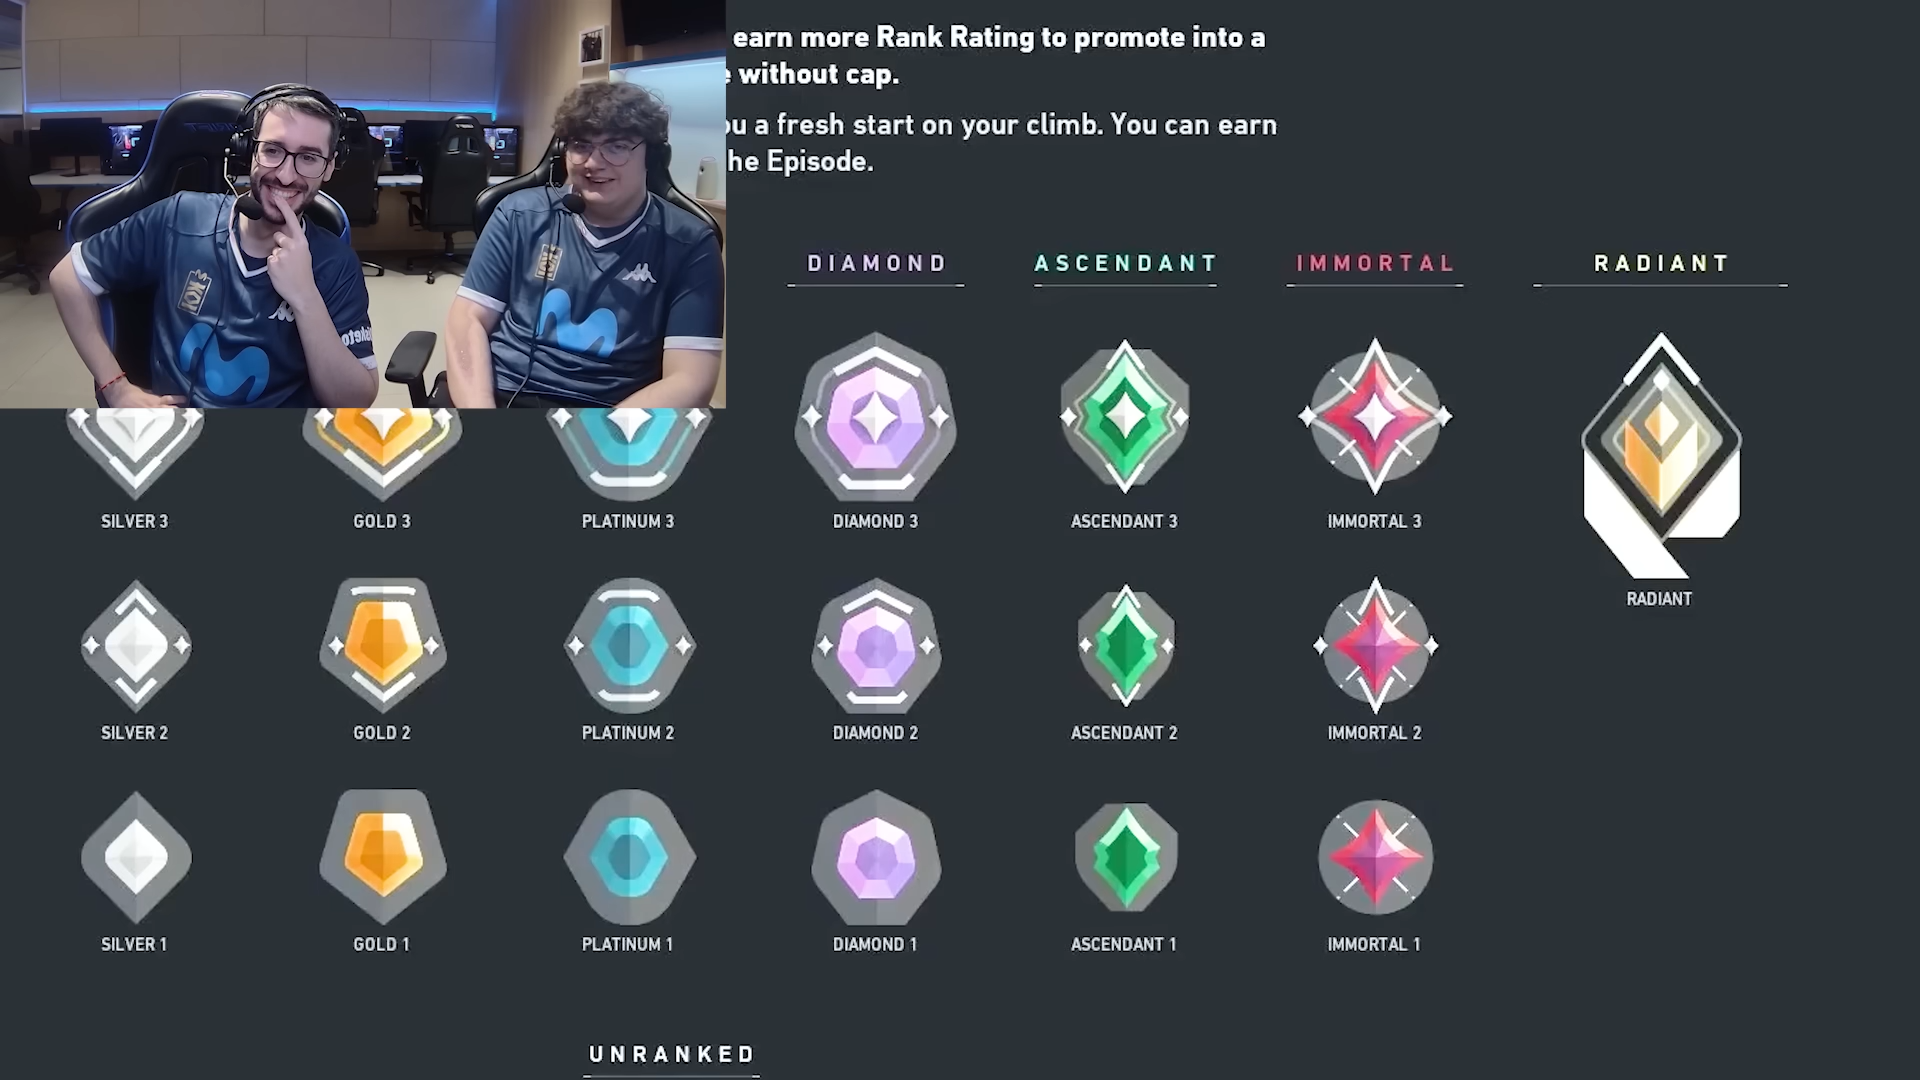 earn more Rank Rating to promote into a
without cap.
a fresh start on your climb. You can earn
he Episode.
DIAMOND
ASCENDANT
IMMORTAL
RADIANT
KOI
KOI
SILVER 3
GOLD 3
PLATINUM 3
DIAMOND 3
ASCENDANT 3
IMMORTAL 3
RADIANT
SILVER 2
GOLD 2
PLATINUM 2
DIAMOND 2
ASCENDANT 2
IMMORTAL 2
SILVER 1
GOLD 1
PLATINUM 1
DIAMOND 1
ASCENDANT 1
IMMORTAL 1
UNRANKED